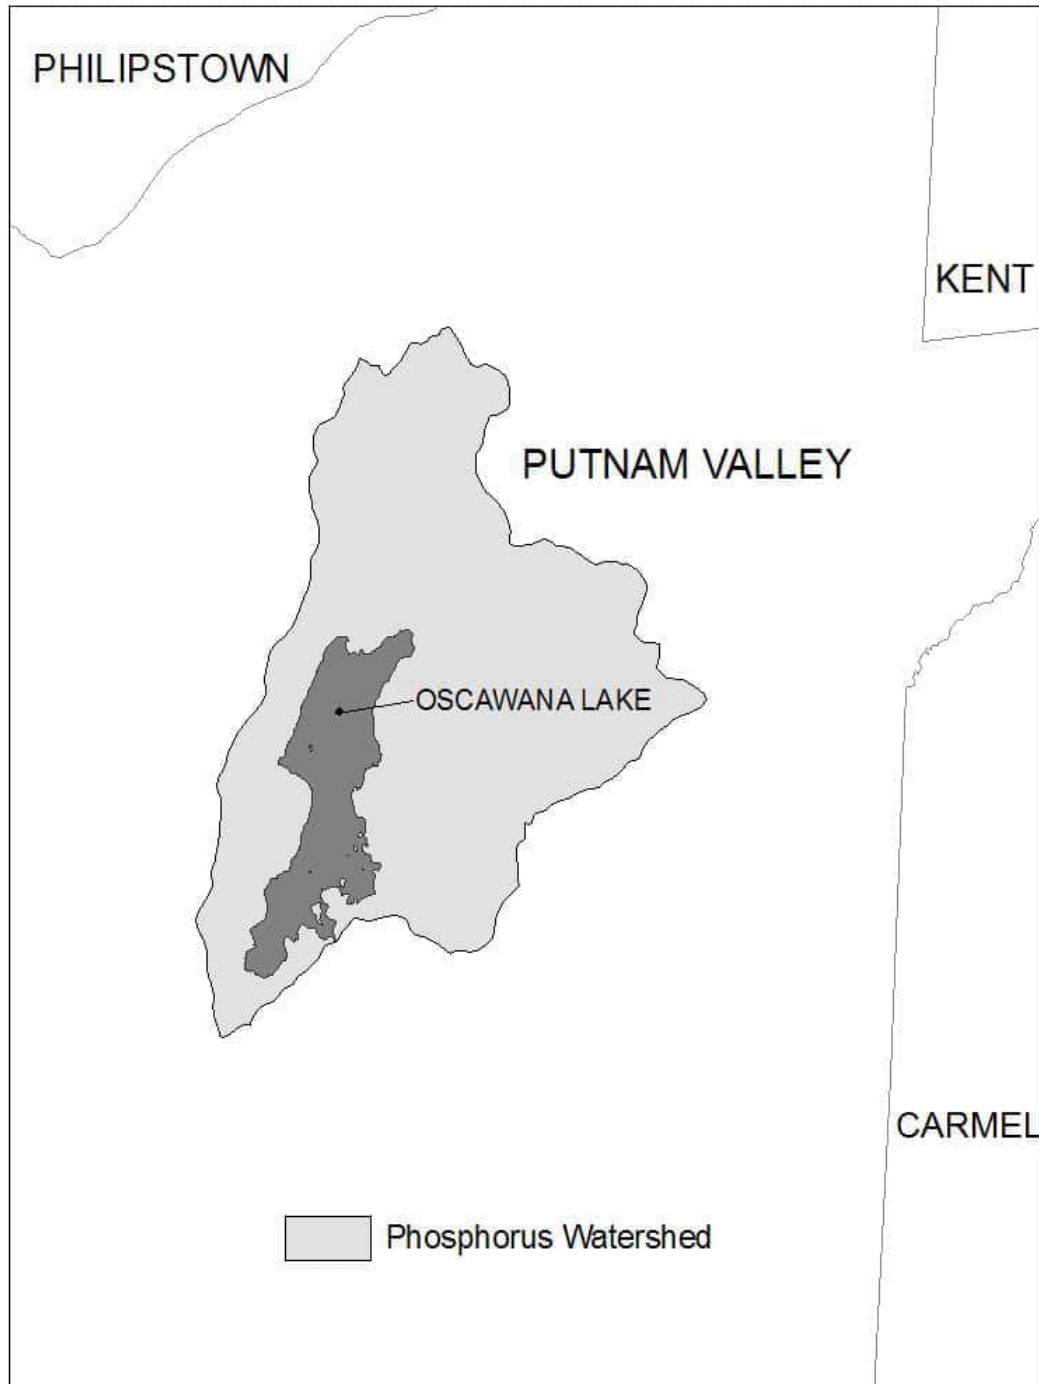 PHILIPSTOWN
KENT
PUTNAM VALLEY
OSCAWANA LAKE
CARMEL
Phosphorus Watershed